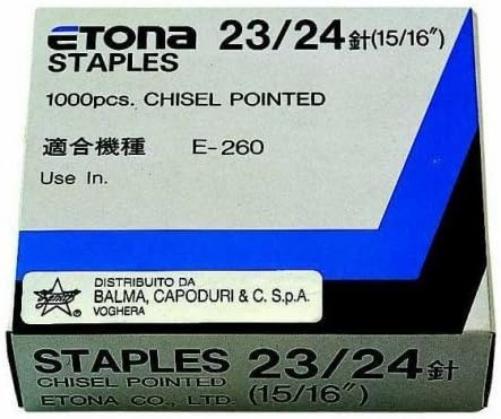 ETONA 23/24針(15/16″)
STAPLES
1000pcs. CHISEL POINTED
適合機種 E-260
Use In.
DISTRIBUITO DA
BALMA, CAPODURI & C. S.p.A.
VOGHERA
STAPLES 23/24針
CHISEL POINTED
ETONA CO., LTD. (15/16″)